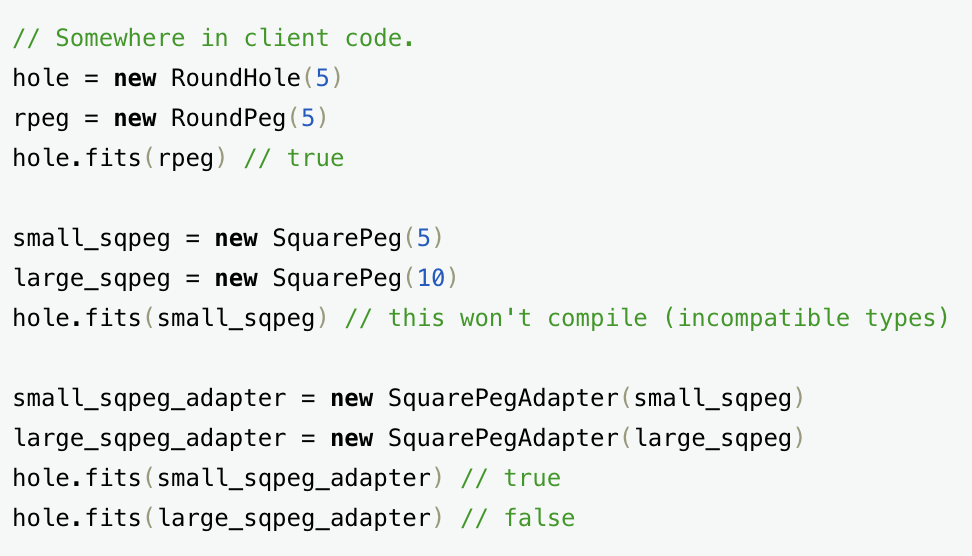 // Somewhere in client code.
hole = new RoundHole(5)
rpeg = new RoundPeg(5)
hole.fits(rpeg) // true
small_sqpeg = new SquarePeg(5)
large_sqpeg = new SquarePeg(10)
hole.fits(small_sqpeg) // this won't compile (incompatible types)
small_sqpeg_adapter = new SquarePegAdapter(small_sqpeg)
large_sqpeg_adapter = new SquarePegAdapter(large_sqpeg)
hole.fits(small_sqpeg_adapter) // true
hole.fits(large_sqpeg_adapter) // false